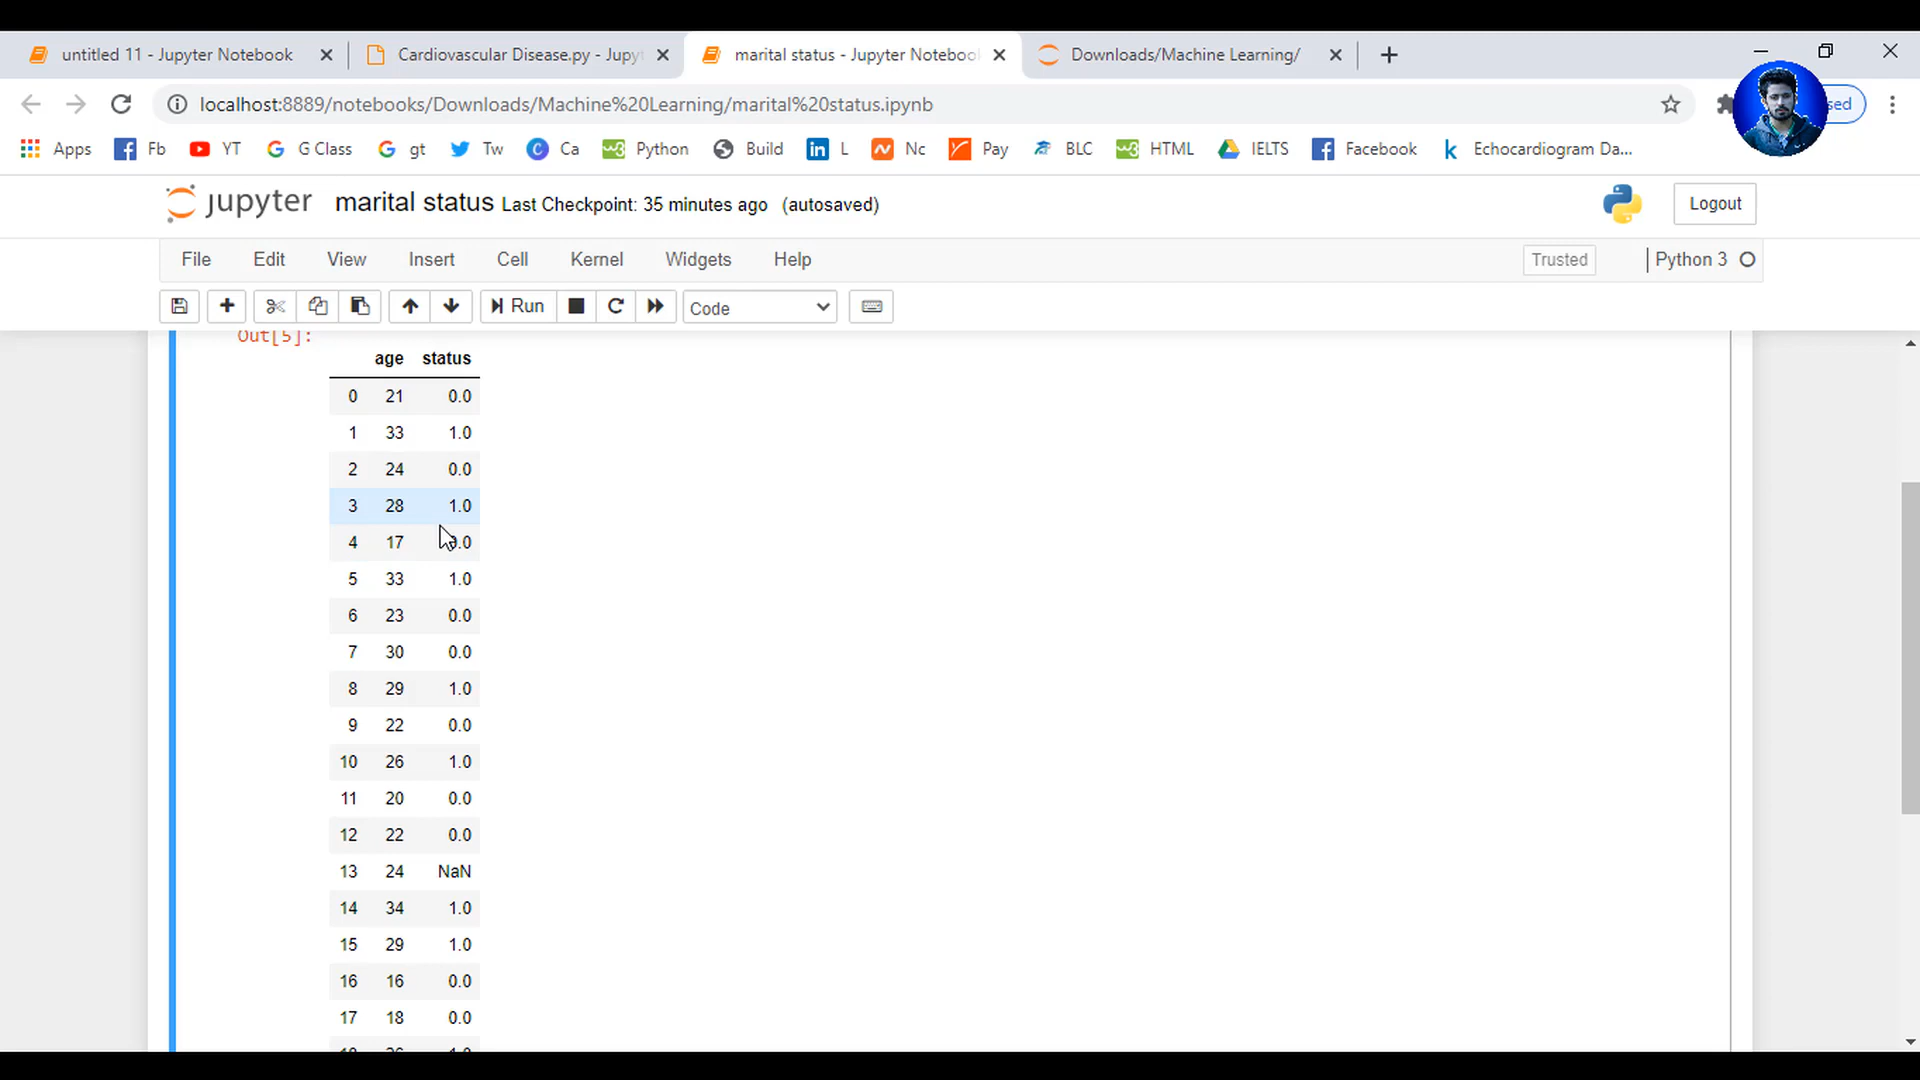 untitled 11 - Jupyter Notebook
Cardiovascular Disease.py - Jupyt
marital status - Jupyter Notebook
Downloads/Machine Learning/
localhost:8889/notebooks/Downloads/Machine%20Learning/marital%20status.ipynb
sed
Apps Fb YT G Class gt Tw Ca Python Build L Nc Pay BLC HTML IELTS Facebook Echocardiogram Da...
jupyter marital status Last Checkpoint: 35 minutes ago (autosaved)
Logout
File Edit View Insert Cell Kernel Widgets Help
Trusted Python 3
Run Code
Out[5]:
age status
0 21 0.0
1 33 1.0
2 24 0.0
3 28 1.0
4 17 .0
5 33 1.0
6 23 0.0
7 30 0.0
8 29 1.0
9 22 0.0
10 26 1.0
11 20 0.0
12 22 0.0
13 24 NaN
14 34 1.0
15 29 1.0
16 16 0.0
17 18 0.0